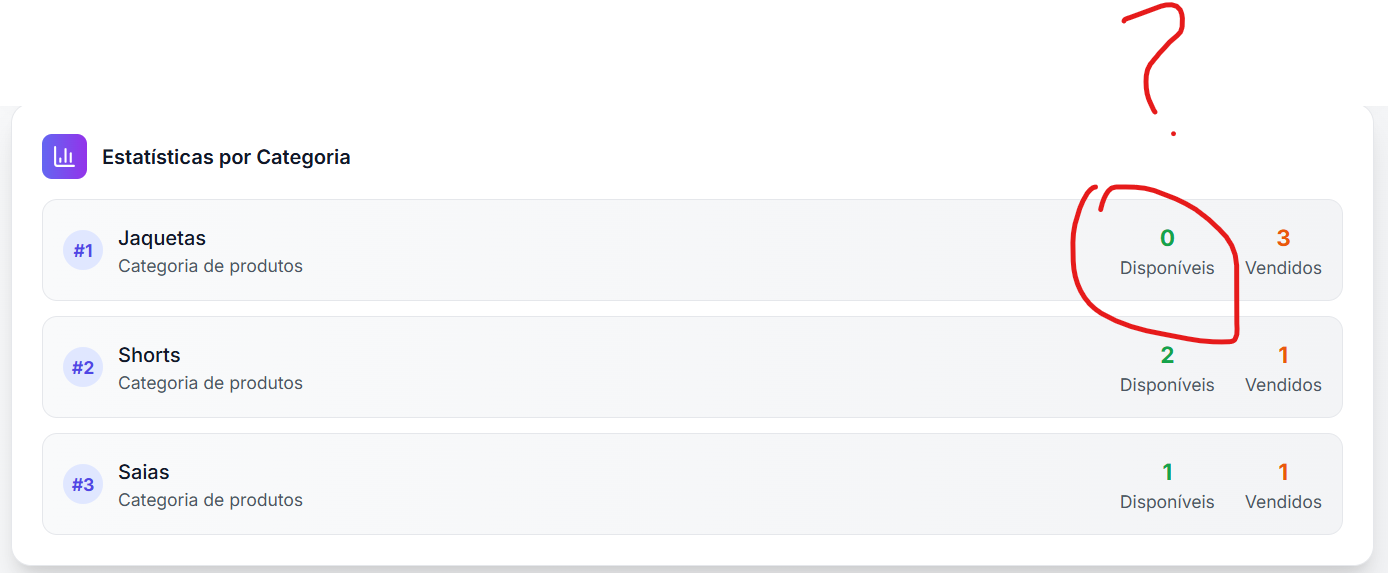 ?
Estatísticas por Categoria
#1 Jaquetas 0 3
Categoria de produtos Disponíveis Vendidos
#2 Shorts 2 1
Categoria de produtos Disponíveis Vendidos
#3 Saias 1 1
Categoria de produtos Disponíveis Vendidos